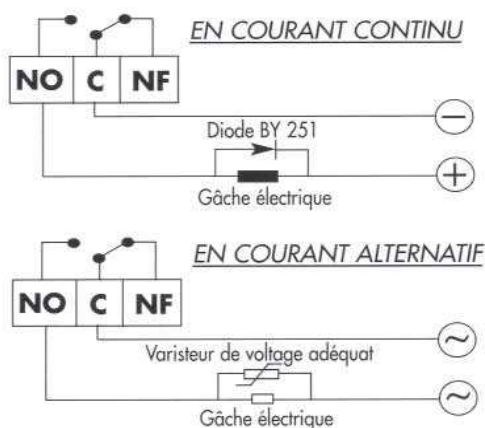 EN COURANT CONTINU
NO C NF
−
Diode BY 251
+
Gâche électrique
EN COURANT ALTERNATIF
NO C NF
~
Varisteur de voltage adéquat
~
Gâche électrique